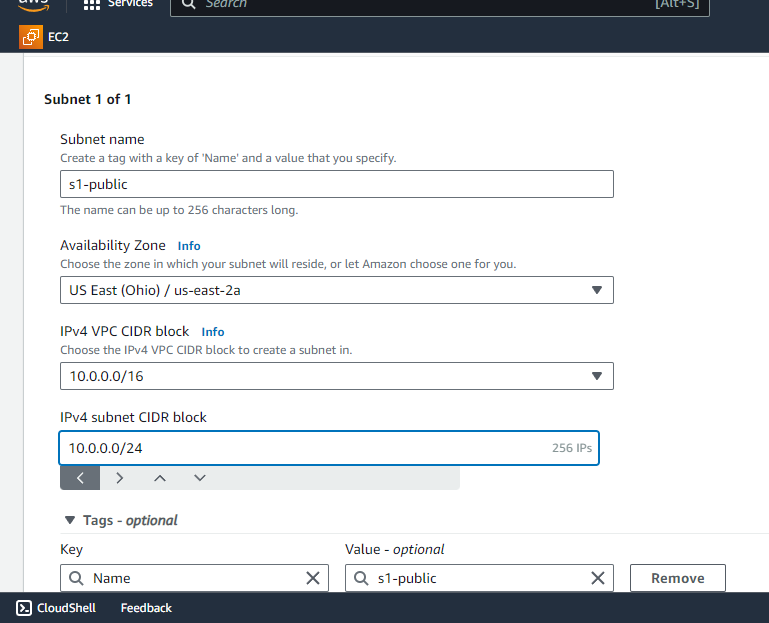 aws
Services
Search
[Alt+S]
EC2
Subnet 1 of 1
Subnet name
Create a tag with a key of 'Name' and a value that you specify.
s1-public
The name can be up to 256 characters long.
Availability Zone Info
Choose the zone in which your subnet will reside, or let Amazon choose one for you.
US East (Ohio) / us-east-2a
IPv4 VPC CIDR block Info
Choose the IPv4 VPC CIDR block to create a subnet in.
10.0.0.0/16
IPv4 subnet CIDR block
10.0.0.0/24 256 IPs
Tags - optional
Key Value - optional
Name s1-public Remove
CloudShell Feedback